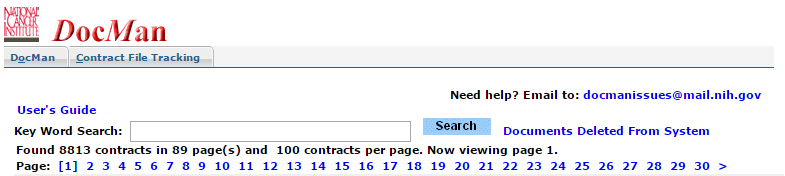 NATIONAL
CANCER
INSTITUTE
DocMan
DocMan Contract File Tracking
Need help? Email to: docmanissues@mail.nih.gov
User's Guide
Key Word Search: Search Documents Deleted From System
Found 8813 contracts in 89 page(s) and 100 contracts per page. Now viewing page 1.
Page: [1] 2 3 4 5 6 7 8 9 10 11 12 13 14 15 16 17 18 19 20 21 22 23 24 25 26 27 28 29 30 >